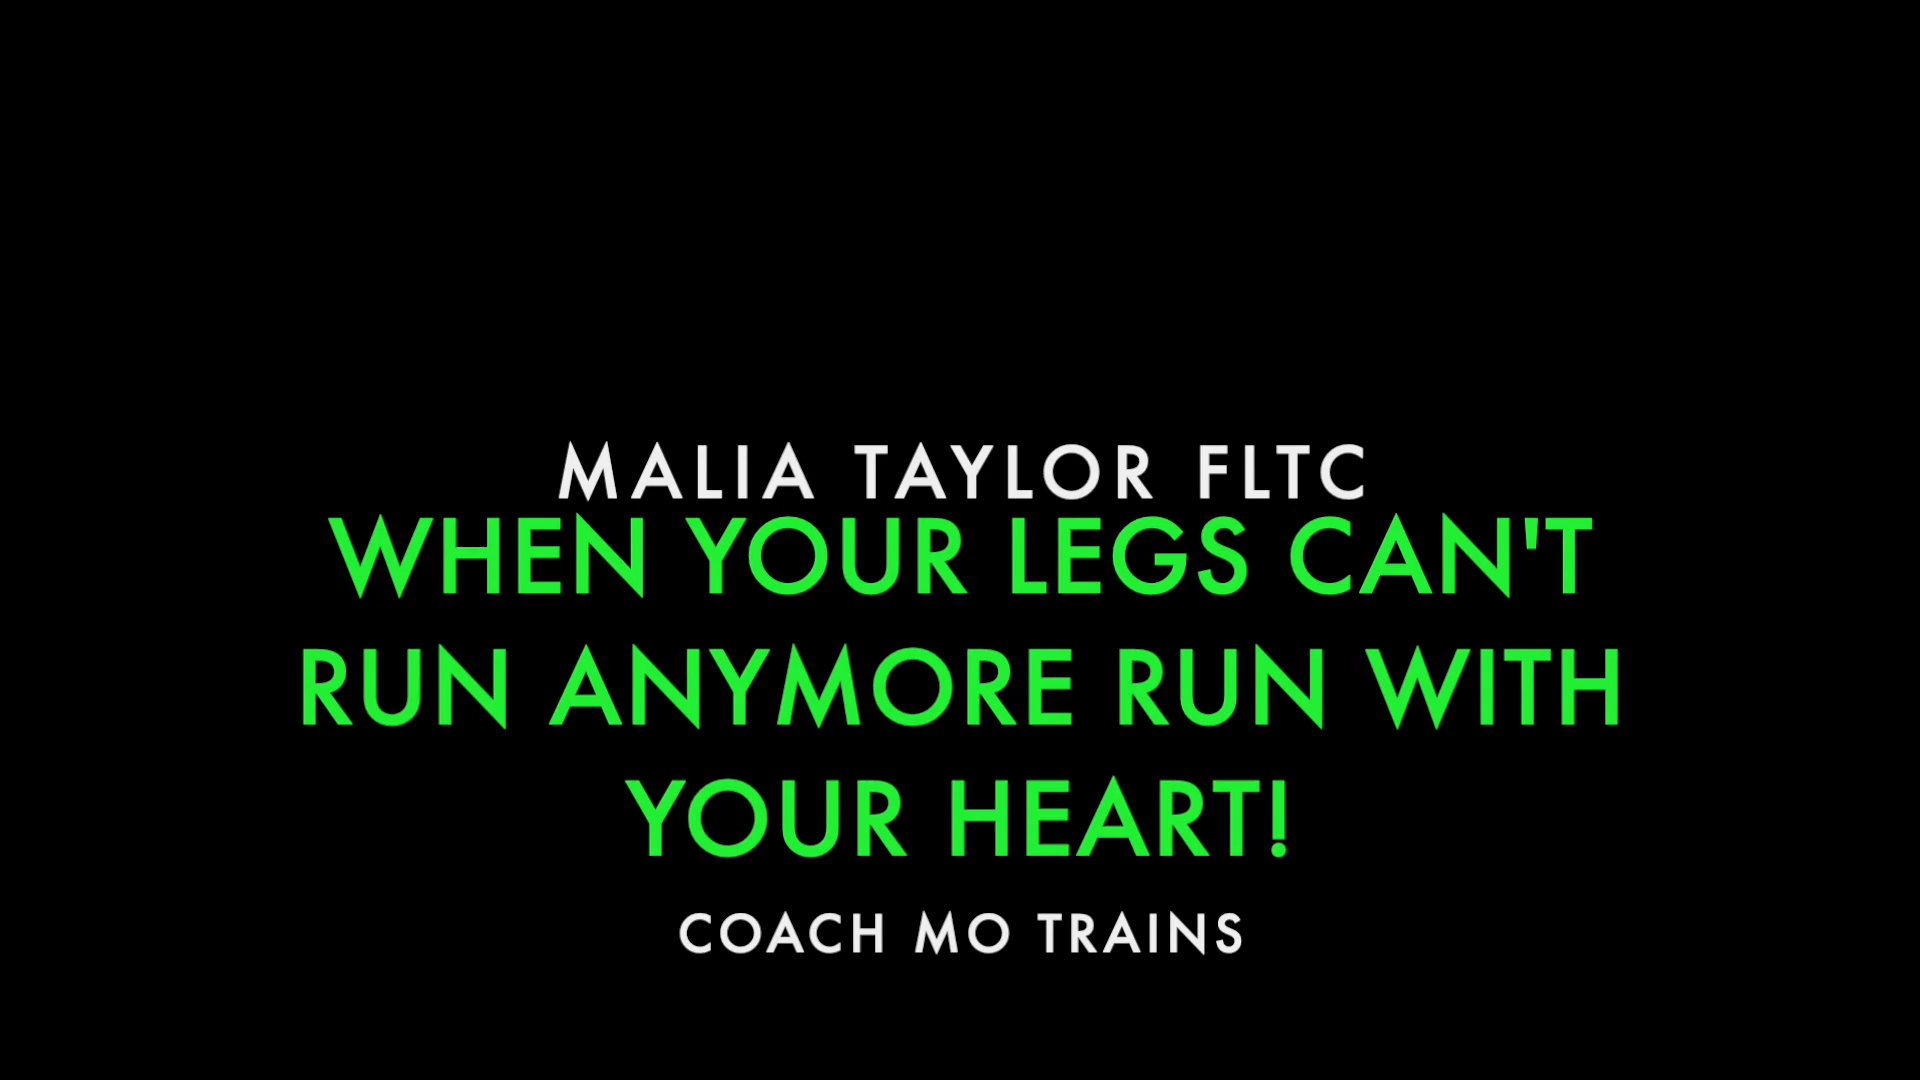 MALIA TAYLOR FLTC
WHEN YOUR LEGS CAN'T
RUN ANYMORE RUN WITH
YOUR HEART!
COACH MO TRAINS